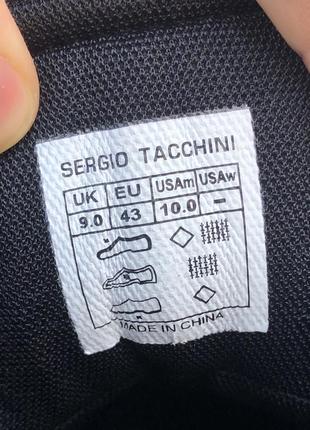 SERGIO TACCHINI
UK EU USAm USAw
9.0 43 10.0 –
MADE IN CHINA